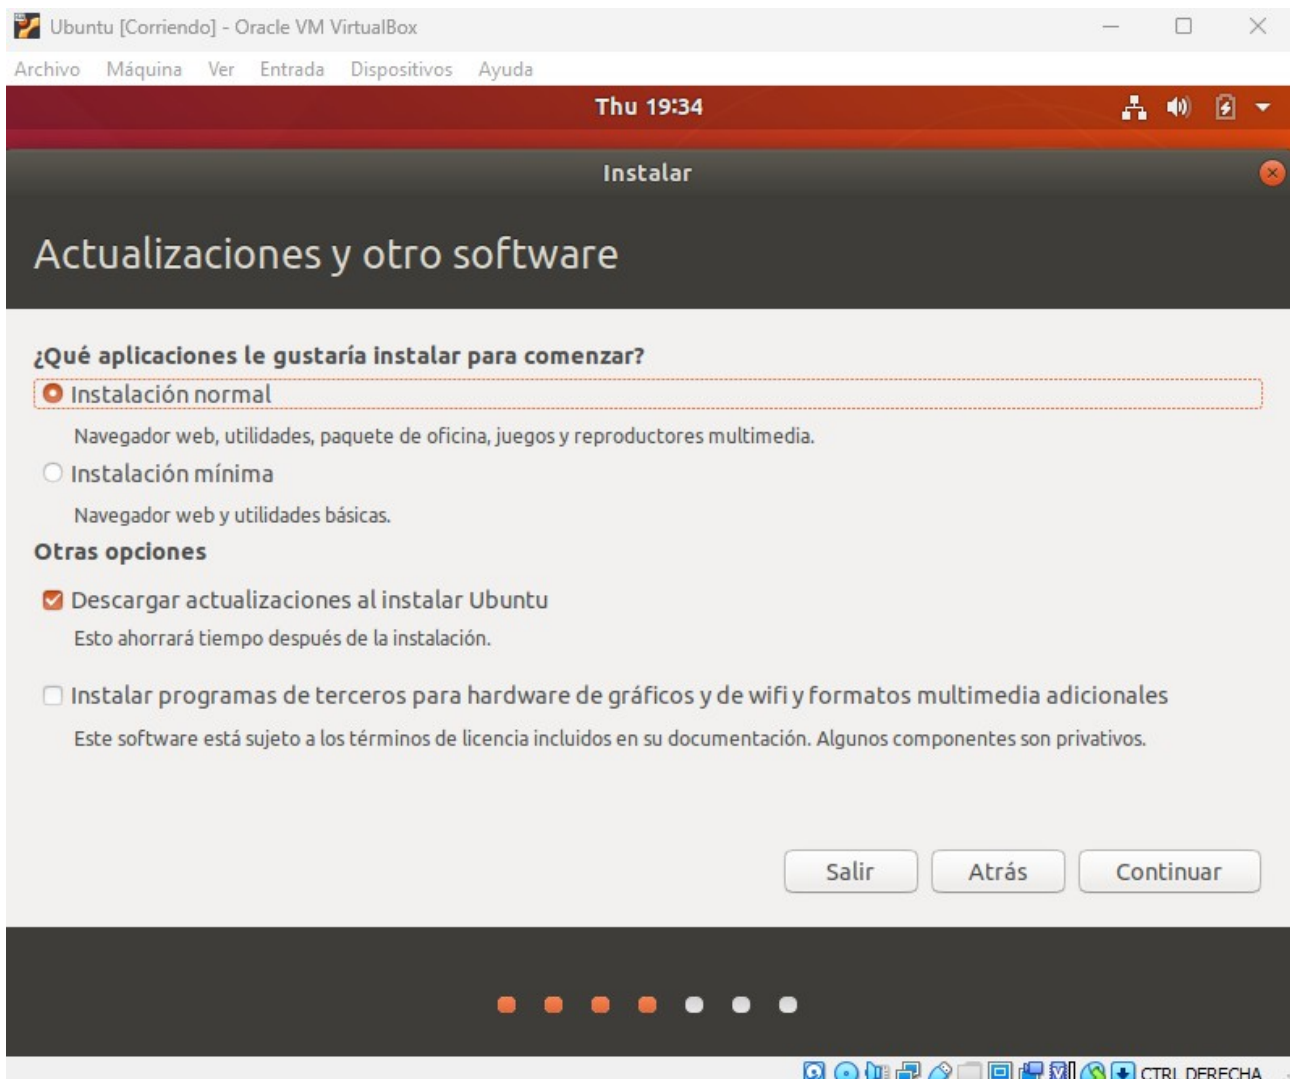 Ubuntu [Corriendo] - Oracle VM VirtualBox
Archivo Máquina Ver Entrada Dispositivos Ayuda
Thu 19:34
Instalar
Actualizaciones y otro software
¿Qué aplicaciones le gustaría instalar para comenzar?
Instalación normal
Navegador web, utilidades, paquete de oficina, juegos y reproductores multimedia.
Instalación mínima
Navegador web y utilidades básicas.
Otras opciones
Descargar actualizaciones al instalar Ubuntu
Esto ahorrará tiempo después de la instalación.
Instalar programas de terceros para hardware de gráficos y de wifi y formatos multimedia adicionales
Este software está sujeto a los términos de licencia incluidos en su documentación. Algunos componentes son privativos.
Salir Atrás Continuar
CTRL DERECHA